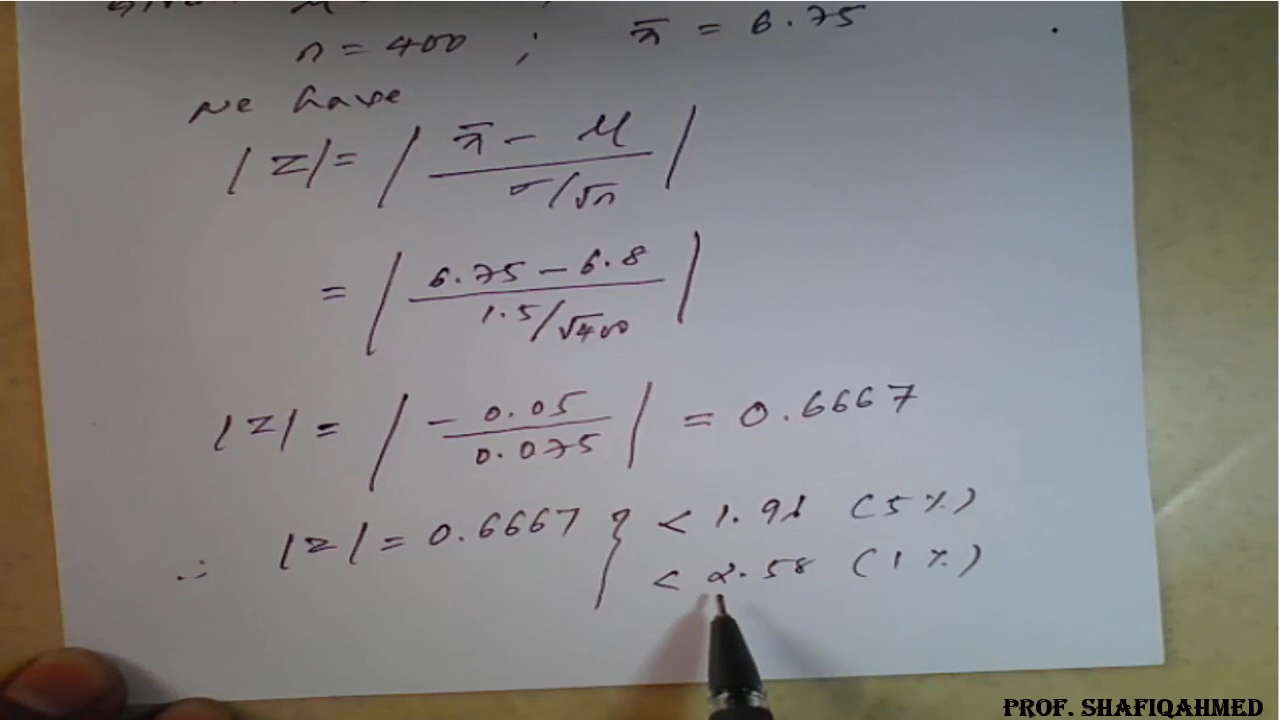 n = 400 ; x̄ = 6.75
We have
|Z| = | x̄ - μ / σ/√n |
= | 6.75 - 6.8 / 1.5/√400 |
|Z| = | - 0.05 / 0.075 | = 0.6667
∴ |Z| = 0.6667 } < 1.96 (5%)
< 2.58 (1%)
PROF. SHAFIQAHMED